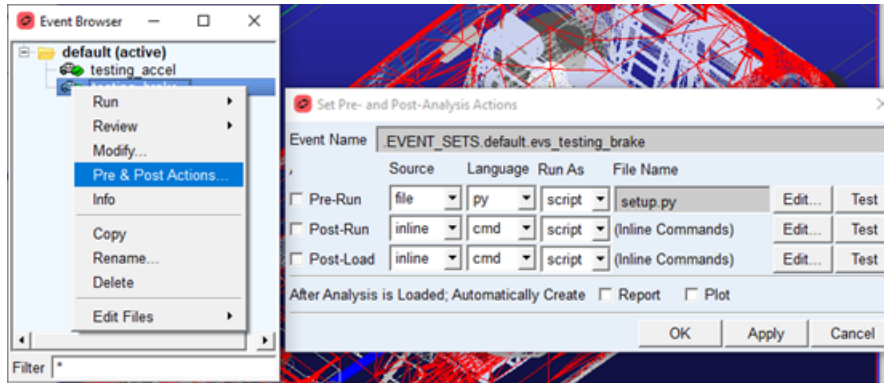 Event Browser
default (active)
testing_accel
testing_brake
Run
Review
Modify...
Pre & Post Actions...
Info
Copy
Rename...
Delete
Edit Files
Filter *
Set Pre- and Post-Analysis Actions
Event Name .EVENT_SETS.default.evs_testing_brake
, Source Language Run As File Name
Pre-Run file py script setup.py Edit... Test
Post-Run inline cmd script (Inline Commands) Edit... Test
Post-Load inline cmd script (Inline Commands) Edit... Test
After Analysis is Loaded; Automatically Create Report Plot
OK Apply Cancel